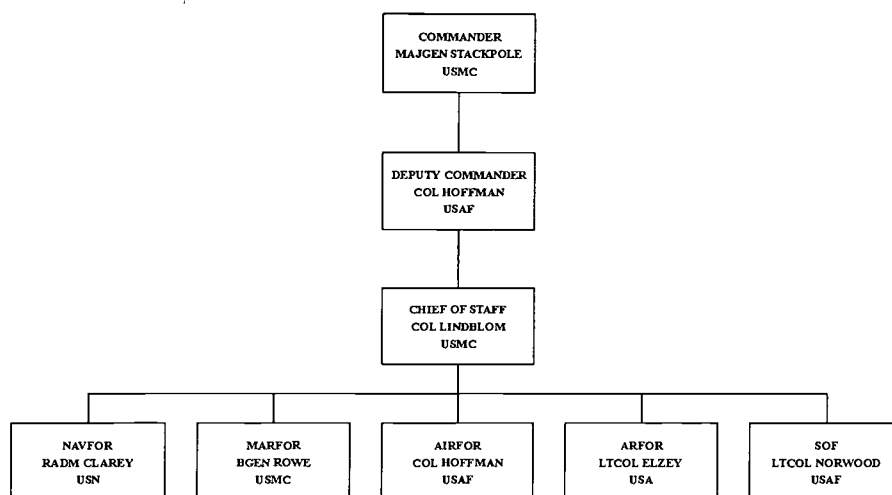 COMMANDER
MAJGEN STACKPOLE
USMC
DEPUTY COMMANDER
COL HOFFMAN
USAF
CHIEF OF STAFF
COL LINDBLOM
USMC
NAVFOR
RADM CLAREY
USN
MARFOR
BGEN ROWE
USMC
AIRFOR
COL HOFFMAN
USAF
ARFOR
LTCOL ELZEY
USA
SOF
LTCOL NORWOOD
USAF